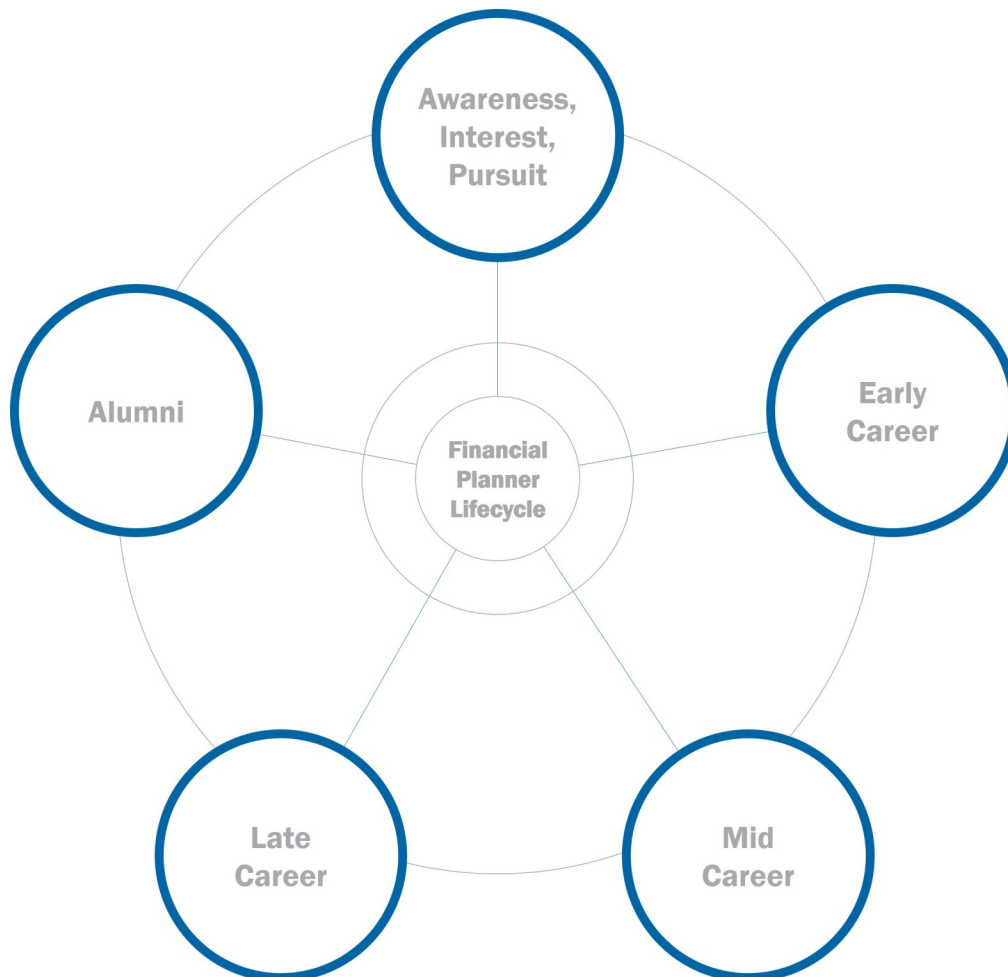 Awareness,
Interest,
Pursuit
Early
Career
Alumni
Financial
Planner
Lifecycle
Late
Career
Mid
Career